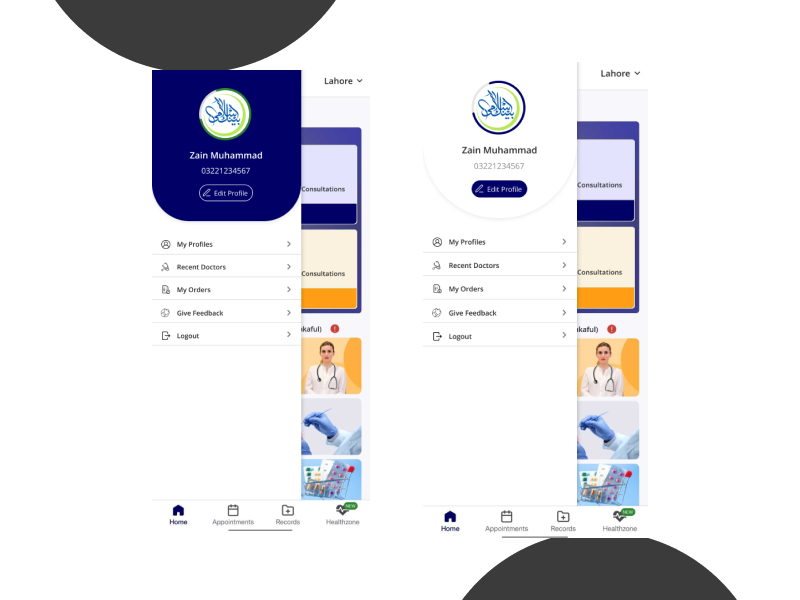 Lahore
Zain Muhammad
03221234567
Edit Profile
My Profiles
Recent Doctors
My Orders
Give Feedback
Logout
Consultations
Consultations
Home
Appointments
Records
NEW
Healthzone
Lahore
Zain Muhammad
03221234567
Edit Profile
My Profiles
Recent Doctors
My Orders
Give Feedback
Logout
Consultations
Consultations
kaful)
Home
Appointments
Records
NEW
Healthzone